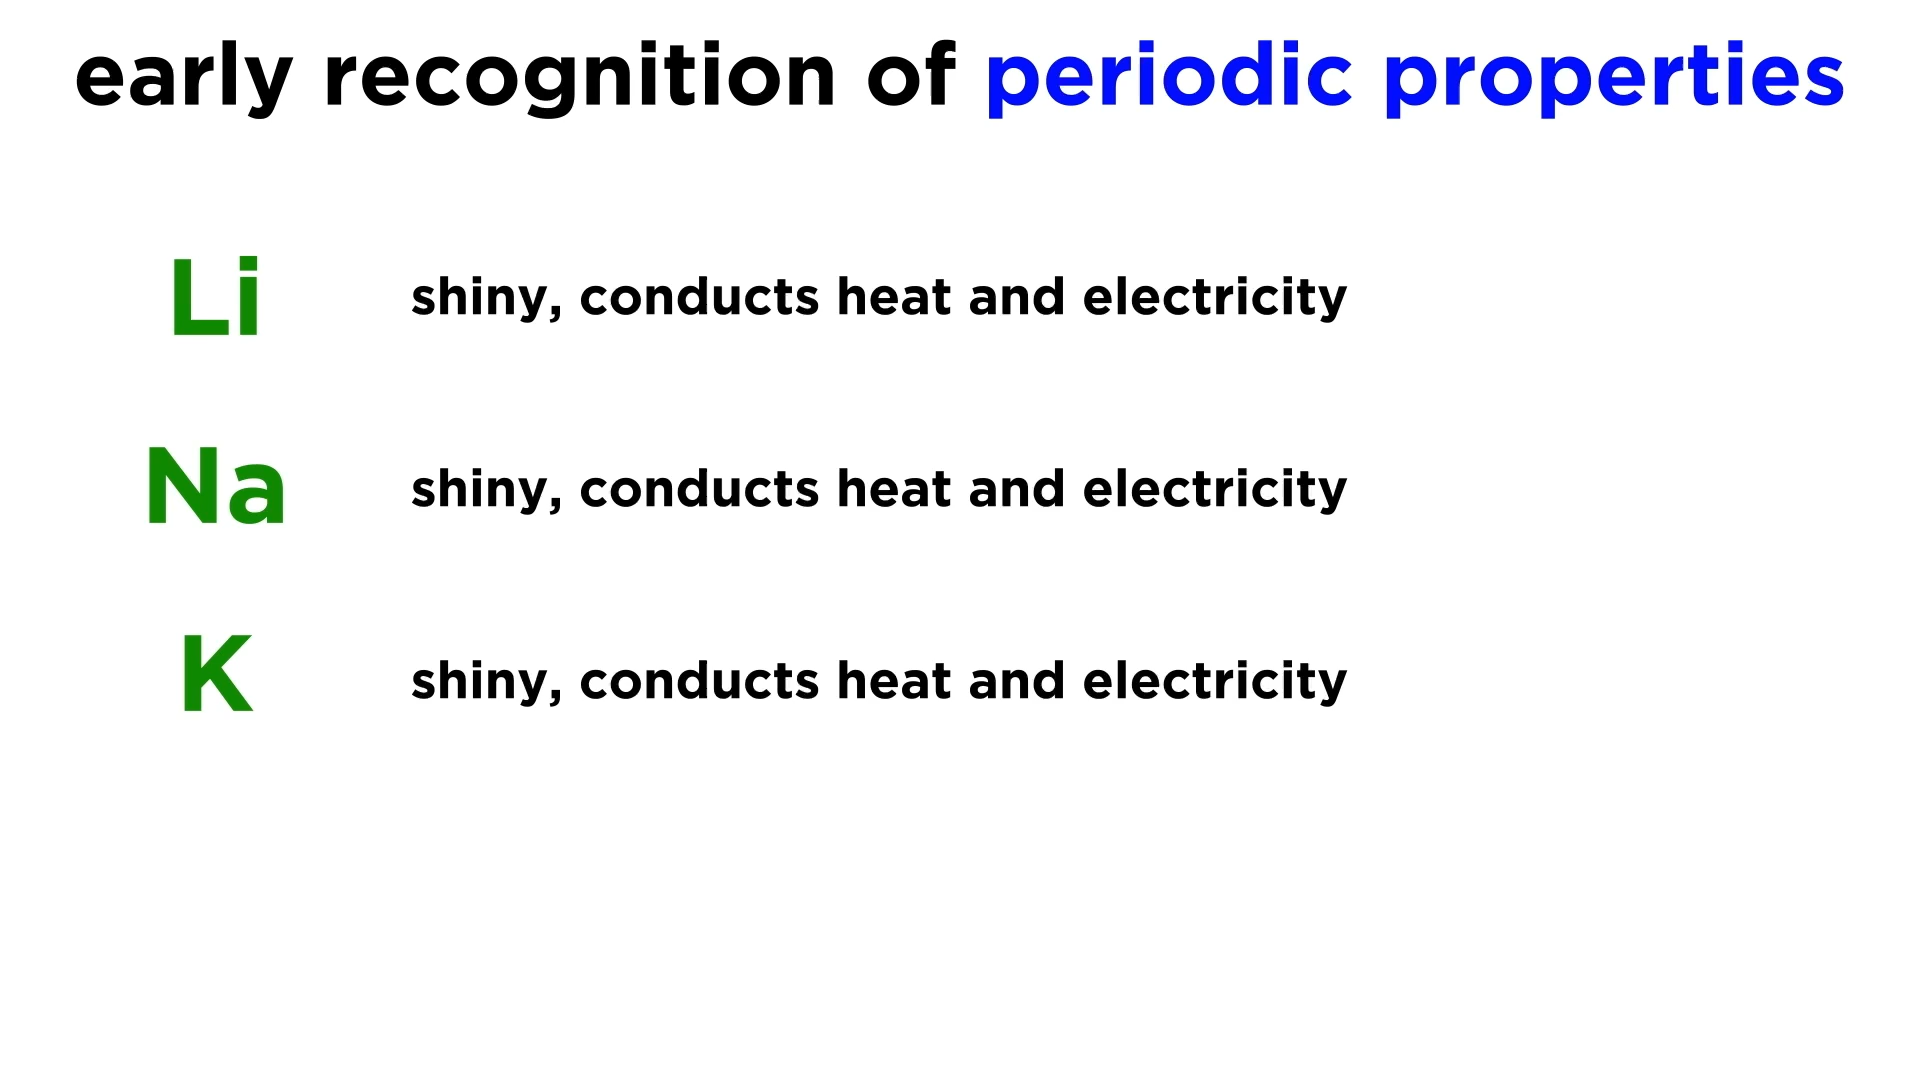 early recognition of periodic properties
Li shiny, conducts heat and electricity
Na shiny, conducts heat and electricity
K shiny, conducts heat and electricity